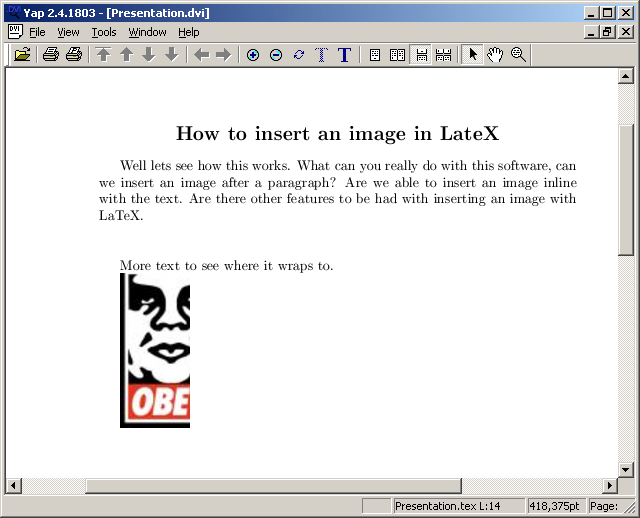 Yap 2.4.1803 - [Presentation.dvi]
File View Tools Window Help
How to insert an image in LateX
Well lets see how this works. What can you really do with this software, can
we insert an image after a paragraph? Are we able to insert an image inline
with the text. Are there other features to be had with inserting an image with
LaTeX.
More text to see where it wraps to.
OBE
Presentation.tex L:14 418,375pt Page: